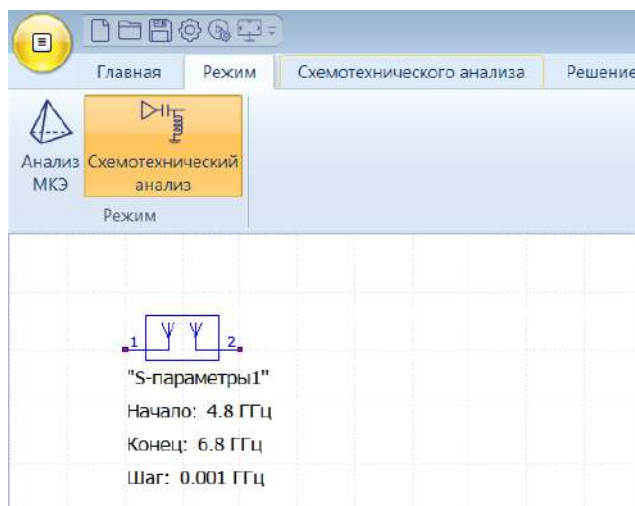 Главная Режим Схемотехнического анализа Решение
Анализ МКЭ
Схемотехнический анализ
Режим
1 2
"S-параметры1"
Начало: 4.8 ГГц
Конец: 6.8 ГГц
Шаг: 0.001 ГГц